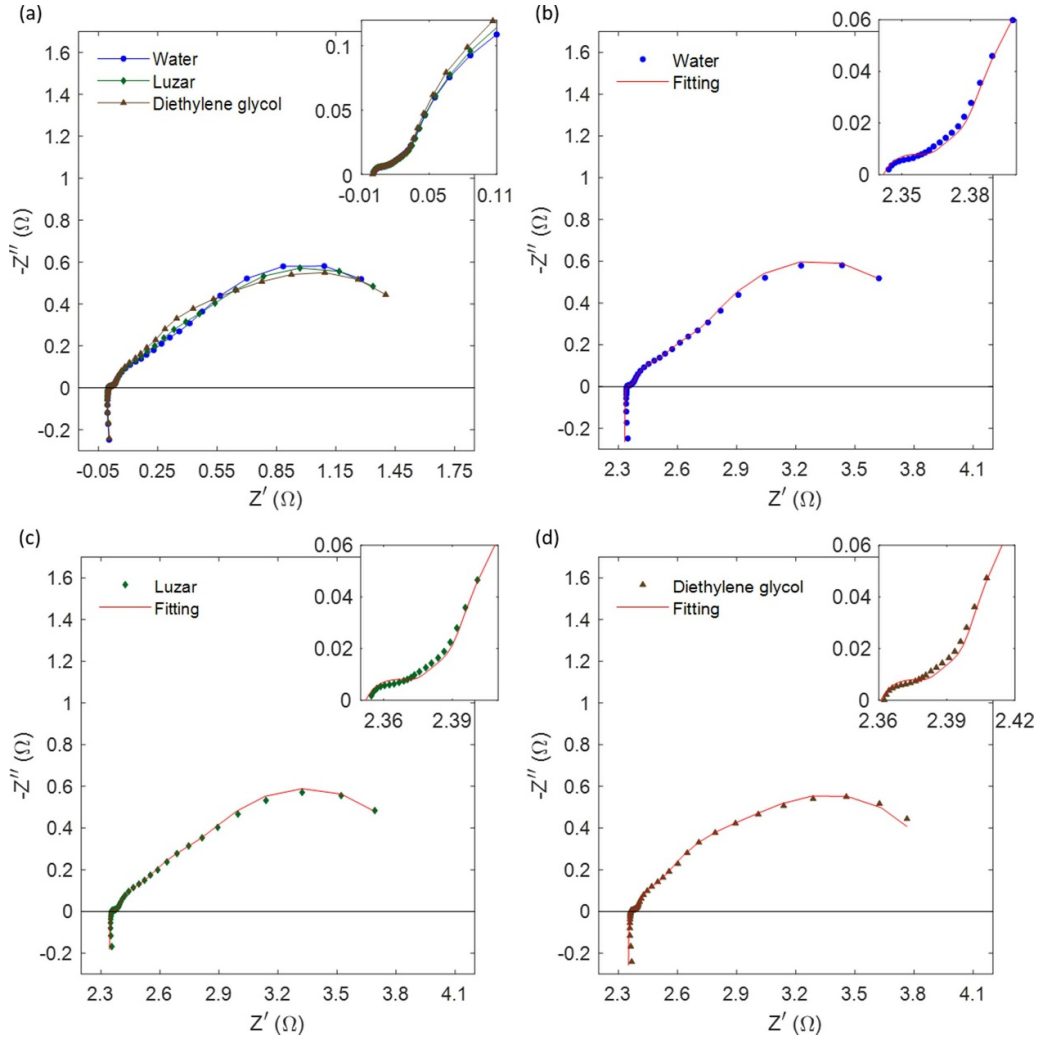 (a)
1.6
1.4
1.2
1
0.8
0.6
0.4
0.2
0
-0.2
-Z″ (Ω)
-0.05 0.25 0.55 0.85 1.15 1.45 1.75
Z′ (Ω)
Water
Luzar
Diethylene glycol
0.1
0.05
0
-0.01 0.05 0.11
(b)
1.6
1.4
1.2
1
0.8
0.6
0.4
0.2
0
-0.2
-Z″ (Ω)
2.3 2.6 2.9 3.2 3.5 3.8 4.1
Z′ (Ω)
Water
Fitting
0.06
0.04
0.02
0
2.35 2.38
(c)
1.6
1.4
1.2
1
0.8
0.6
0.4
0.2
0
-0.2
-Z″ (Ω)
2.3 2.6 2.9 3.2 3.5 3.8 4.1
Z′ (Ω)
Luzar
Fitting
0.06
0.04
0.02
0
2.36 2.39
(d)
1.6
1.4
1.2
1
0.8
0.6
0.4
0.2
0
-0.2
-Z″ (Ω)
2.3 2.6 2.9 3.2 3.5 3.8 4.1
Z′ (Ω)
Diethylene glycol
Fitting
0.06
0.04
0.02
0
2.36 2.39 2.42